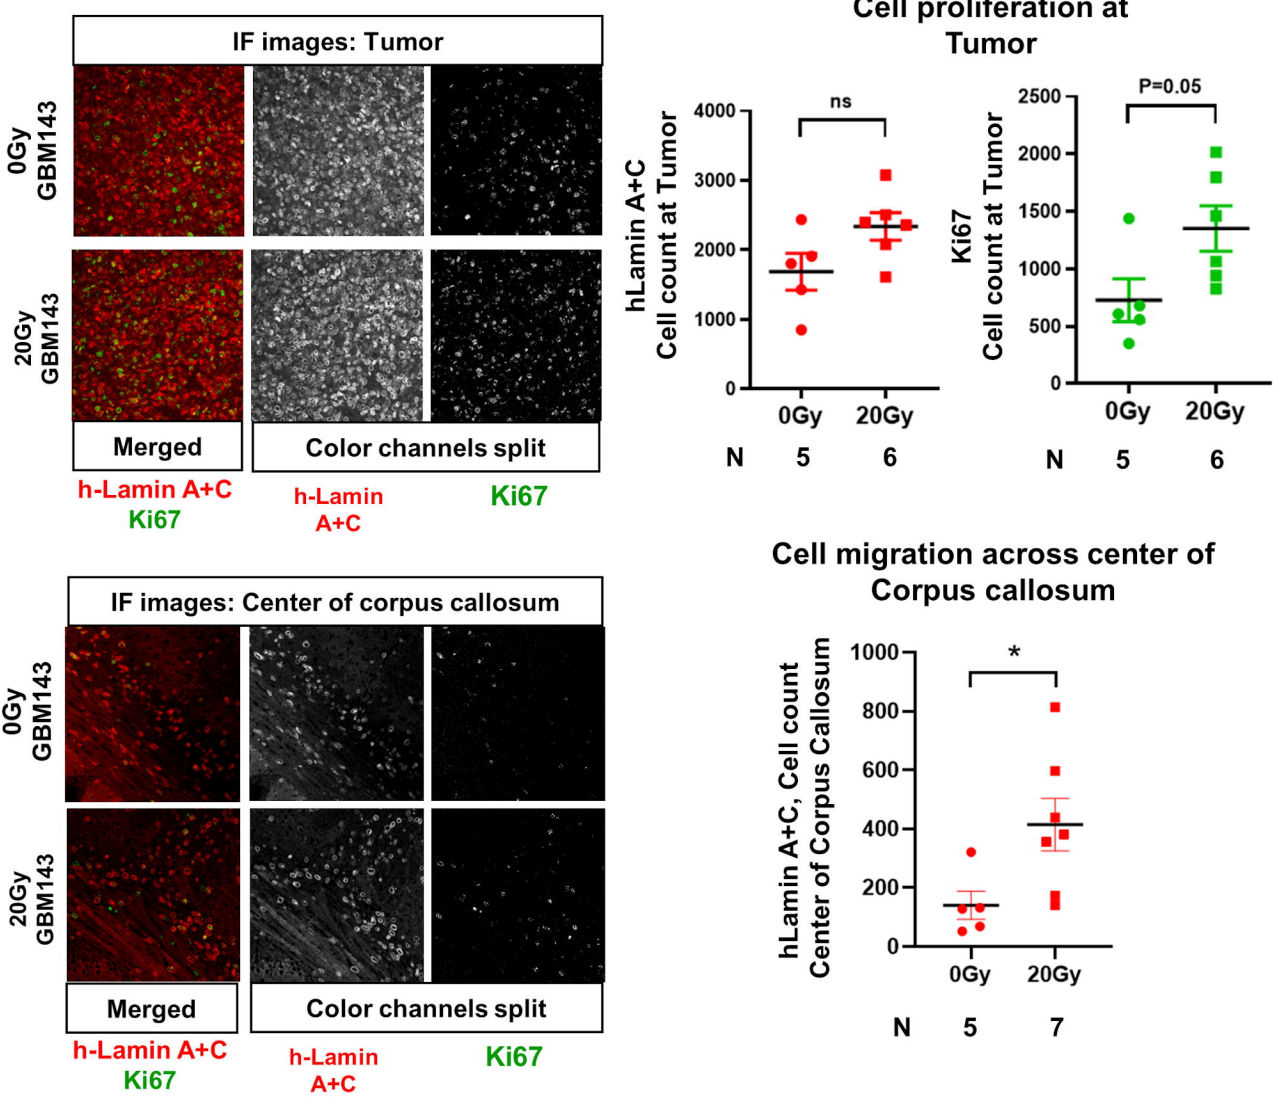 IF images: Tumor
0Gy
GBM143
20Gy
GBM143
Merged
Color channels split
h-Lamin A+C
Ki67
h-Lamin
A+C
Ki67
Cell proliferation at
Tumor
hLamin A+C
Cell count at Tumor
4000
3000
2000
1000
0
ns
0Gy
20Gy
N
5
6
Ki67
Cell count at Tumor
2500
2000
1500
1000
500
0
P=0.05
0Gy
20Gy
N
5
6
IF images: Center of corpus callosum
0Gy
GBM143
20Gy
GBM143
Merged
Color channels split
h-Lamin A+C
Ki67
h-Lamin
A+C
Ki67
Cell migration across center of
Corpus callosum
hLamin A+C, Cell count
Center of Corpus Callosum
1000
800
600
400
200
0
*
0Gy
20Gy
N
5
7